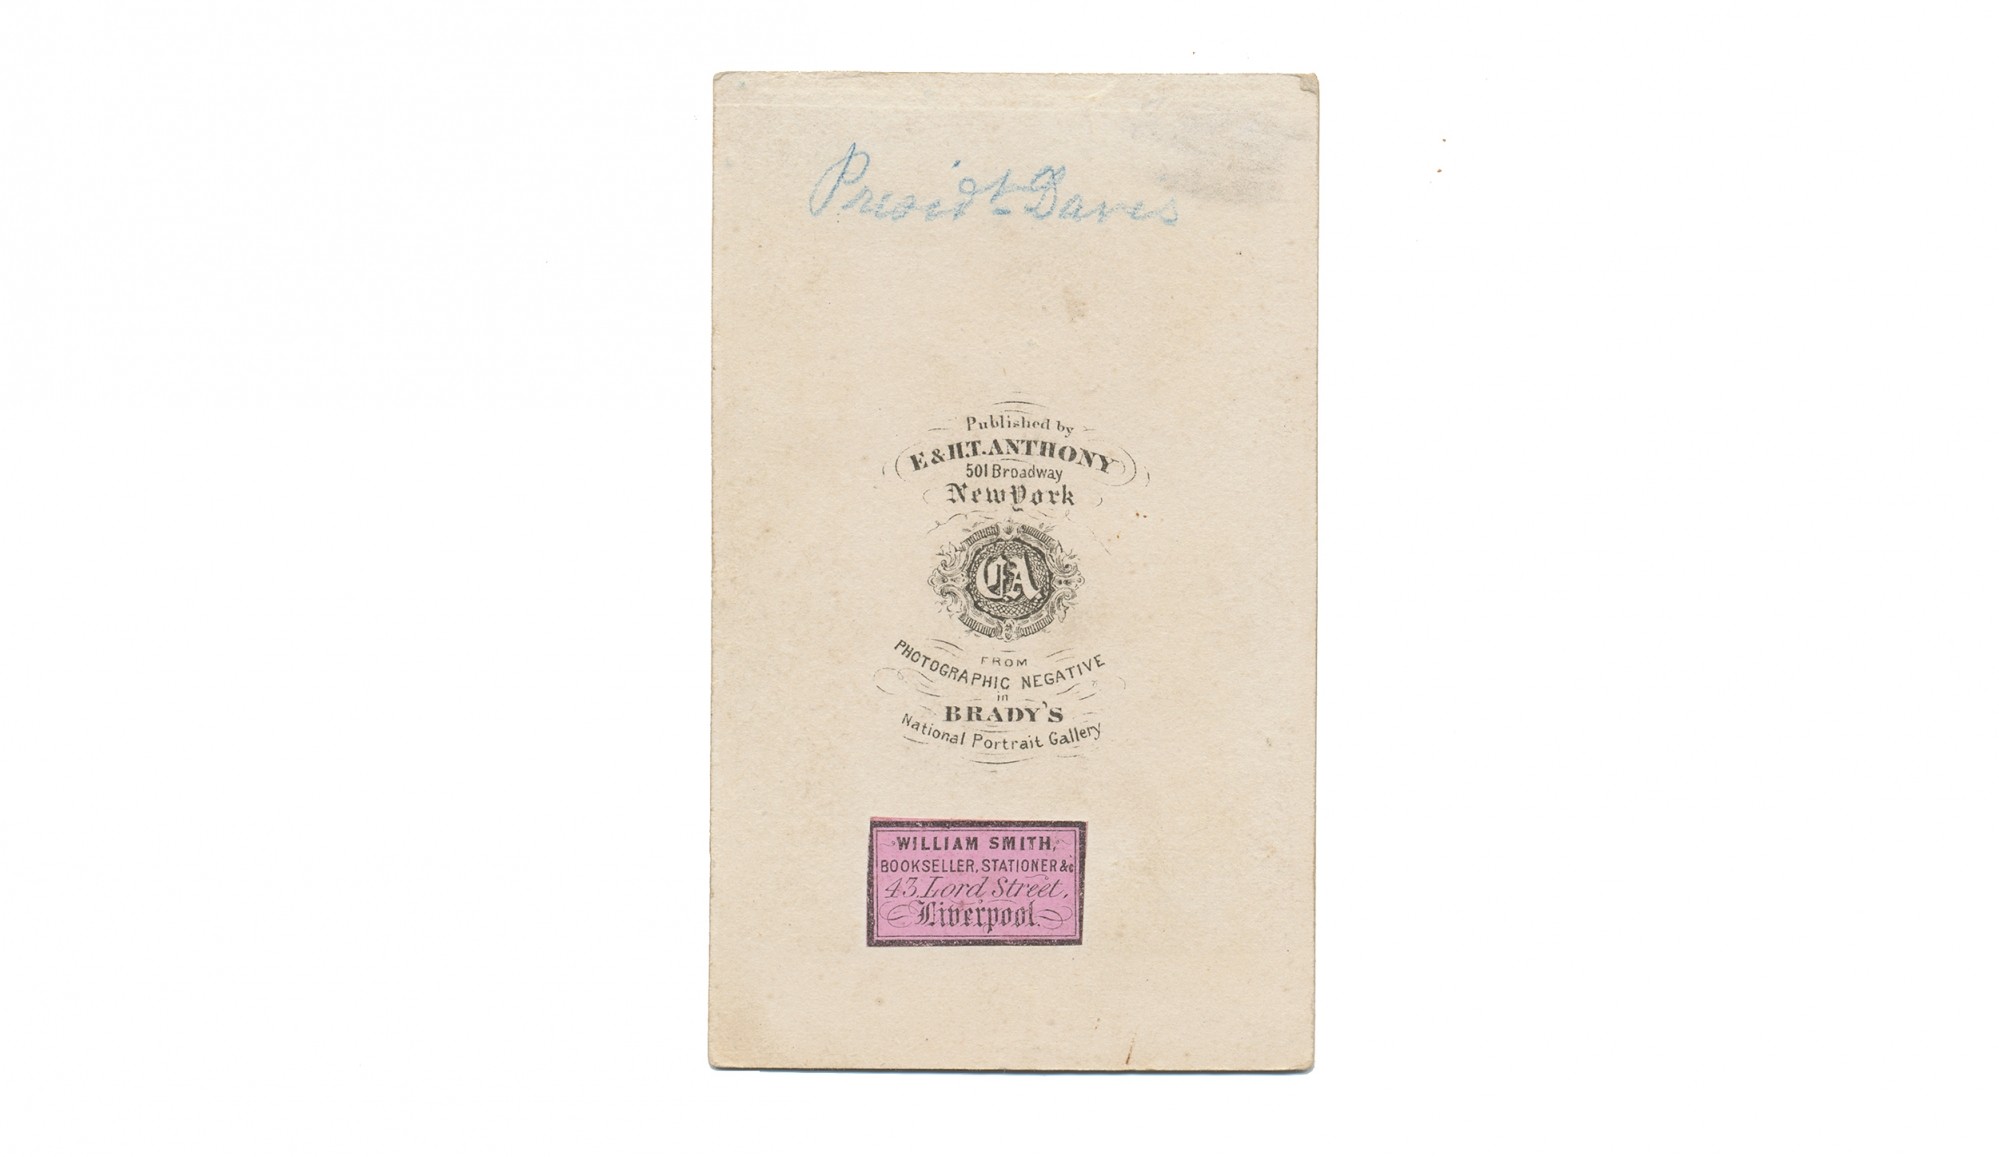 Presidt Davis
Published by
E & H.T. ANTHONY
501 Broadway
New York
EA
FROM
PHOTOGRAPHIC NEGATIVE
in
BRADY'S
National Portrait Gallery
WILLIAM SMITH,
BOOKSELLER, STATIONER &c
43, Lord Street,
Liverpool.